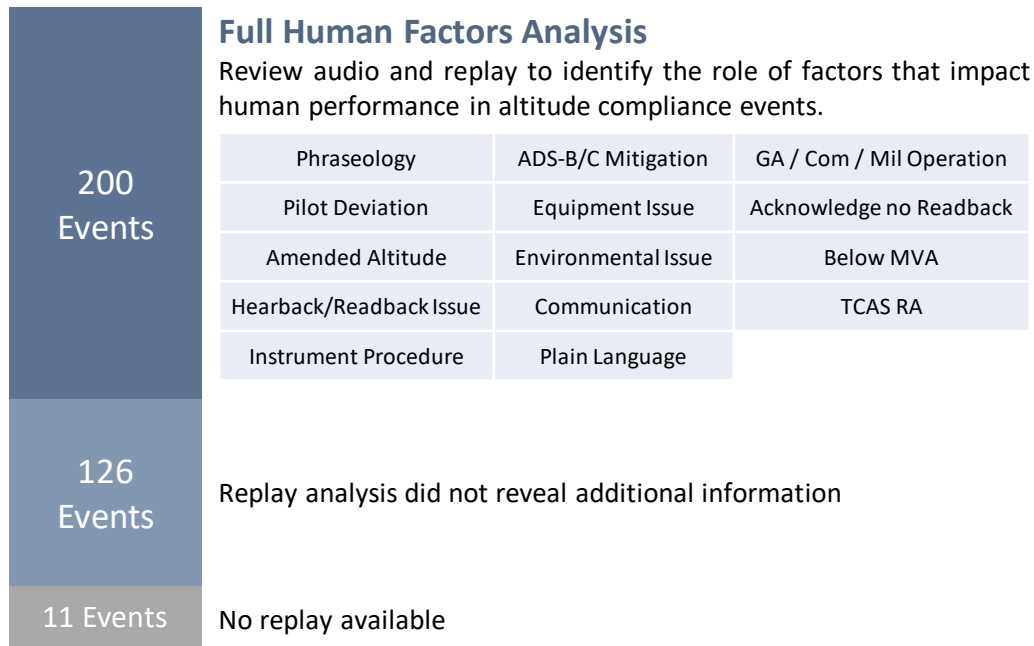 Full Human Factors Analysis
Review audio and replay to identify the role of factors that impact
human performance in altitude compliance events.
200
Events
Phraseology
ADS-B/C Mitigation
GA / Com / Mil Operation
Pilot Deviation
Equipment Issue
Acknowledge no Readback
Amended Altitude
Environmental Issue
Below MVA
Hearback/Readback Issue
Communication
TCAS RA
Instrument Procedure
Plain Language
126
Events
Replay analysis did not reveal additional information
11 Events
No replay available